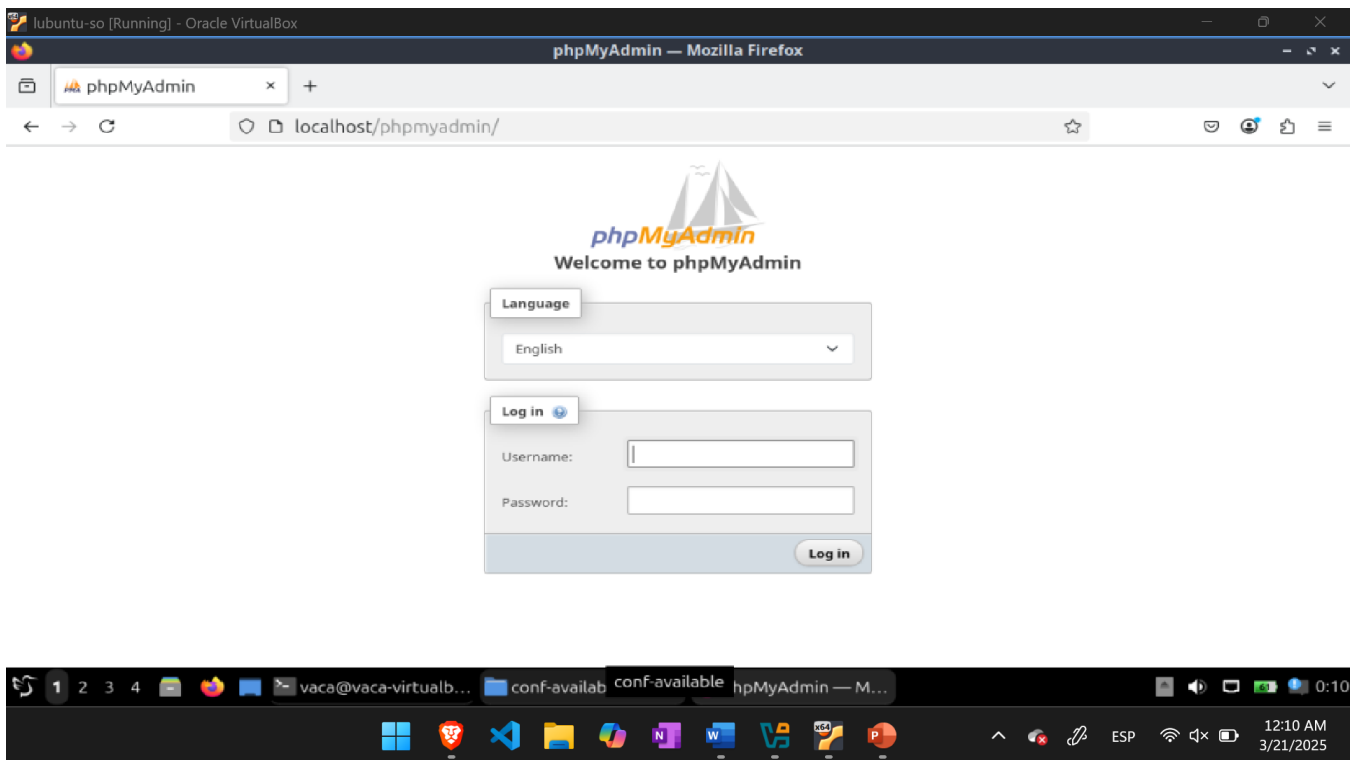 lubuntu-so [Running] - Oracle VirtualBox
phpMyAdmin — Mozilla Firefox
phpMyAdmin
localhost/phpmyadmin/
phpMyAdmin
Welcome to phpMyAdmin
Language
English
Log in
Username:
Password:
Log in
1 2 3 4 vaca@vaca-virtualb... conf-availab conf-available hpMyAdmin — M... 0:10
ESP 12:10 AM
3/21/2025